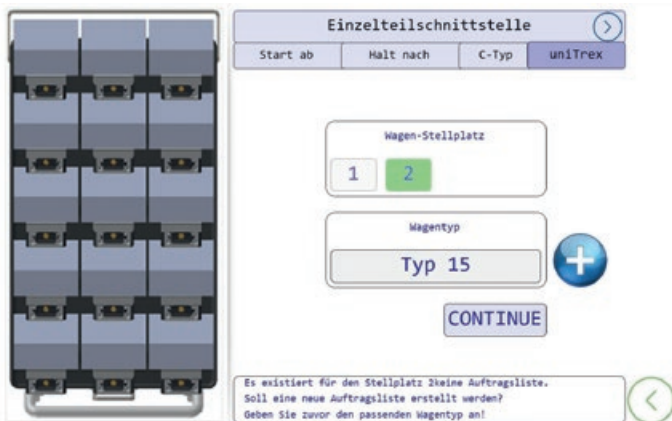 Einzelteilschnittstelle
Start ab
Halt nach
C-Typ
uniTrex
Wagen-Stellplatz
1
2
Wagentyp
Typ 15
CONTINUE
Es existiert für den Stellplatz 2keine Auftragsliste.
Soll eine neue Auftragsliste erstellt werden?
Geben Sie zuvor den passenden Wagentyp an!